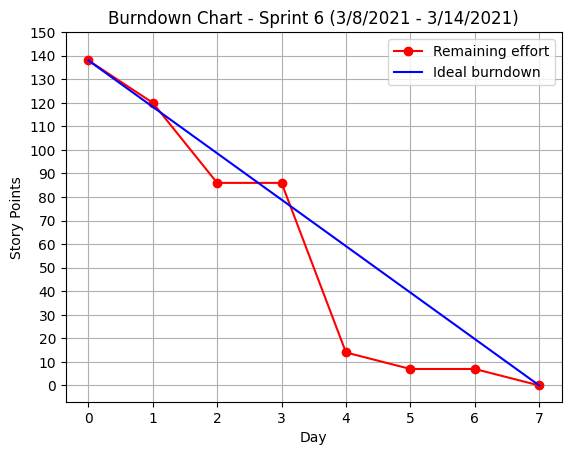 Burndown Chart - Sprint 6 (3/8/2021 - 3/14/2021)
Remaining effort
Ideal burndown
Story Points
150
140
130
120
110
100
90
80
70
60
50
40
30
20
10
0
0 1 2 3 4 5 6 7
Day